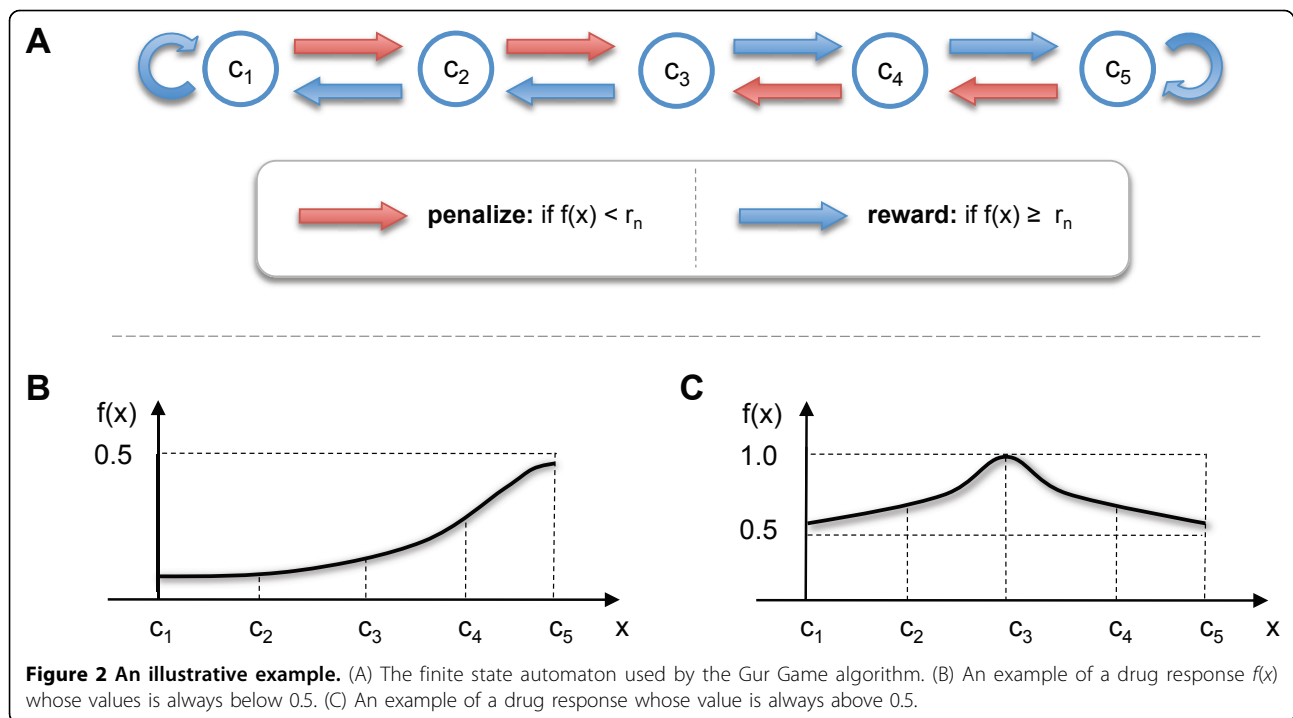 A
c1 c2 c3 c4 c5
penalize: if f(x) < rn
reward: if f(x) ≥ rn
B
f(x)
0.5
c1 c2 c3 c4 c5 x
C
f(x)
1.0
0.5
c1 c2 c3 c4 c5 x
Figure 2 An illustrative example. (A) The finite state automaton used by the Gur Game algorithm. (B) An example of a drug response f(x)
whose values is always below 0.5. (C) An example of a drug response whose value is always above 0.5.